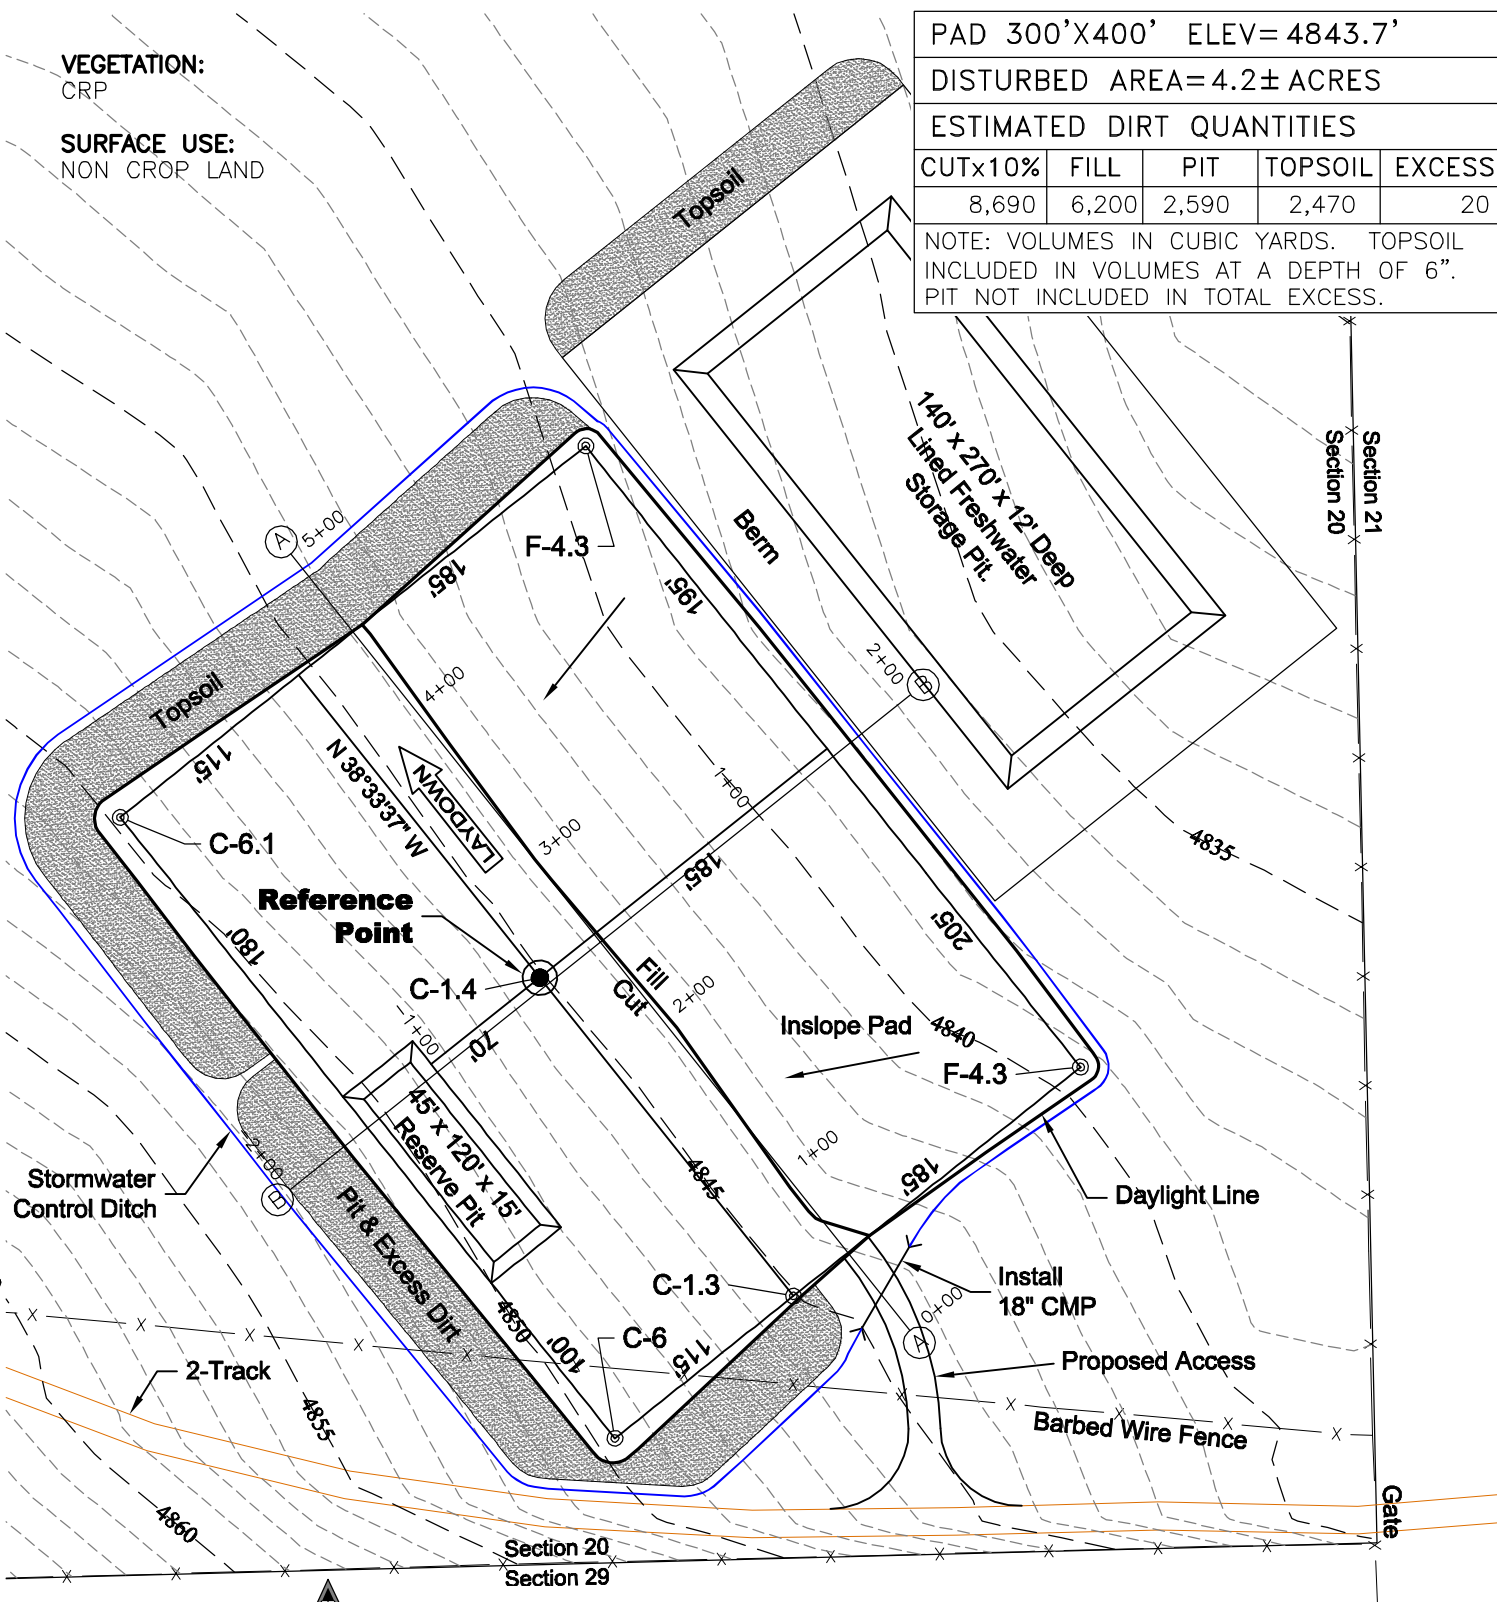 PAD 300'X400' ELEV=4843.7'
DISTURBED AREA=4.2± ACRES
ESTIMATED DIRT QUANTITIES
CUTx10% FILL PIT TOPSOIL EXCESS
8,690 6,200 2,590 2,470 20
NOTE: VOLUMES IN CUBIC YARDS. TOPSOIL
INCLUDED IN VOLUMES AT A DEPTH OF 6".
PIT NOT INCLUDED IN TOTAL EXCESS.
VEGETATION:
CRP
SURFACE USE:
NON CROP LAND
Topsoil
140' x 270' x 12' Deep
Lined Freshwater
Storage Pit.
Section 21
Section 20
Berm
A
5+00
F-4.3
185'
195'
4+00
2+00
B
Topsoil
115'
N 38°33'37" W
LAYDOWN
1+00
C-6.1
3+00
4835
185'
Reference
Point
180'
205'
Fill
Cut
C-1.4
2+00
-1+00
70'
Inslope Pad
4840
F-4.3
45' x 120' x 15'
Reserve Pit
1+00
-2+00
B
4845
185'
Stormwater
Control Ditch
Daylight Line
Pit & Excess Dirt
C-1.3
Install
18" CMP
0+00
A
4850
100'
C-6
115'
2-Track
Proposed Access
4855
Barbed Wire Fence
4860
Gate
Section 20
Section 29